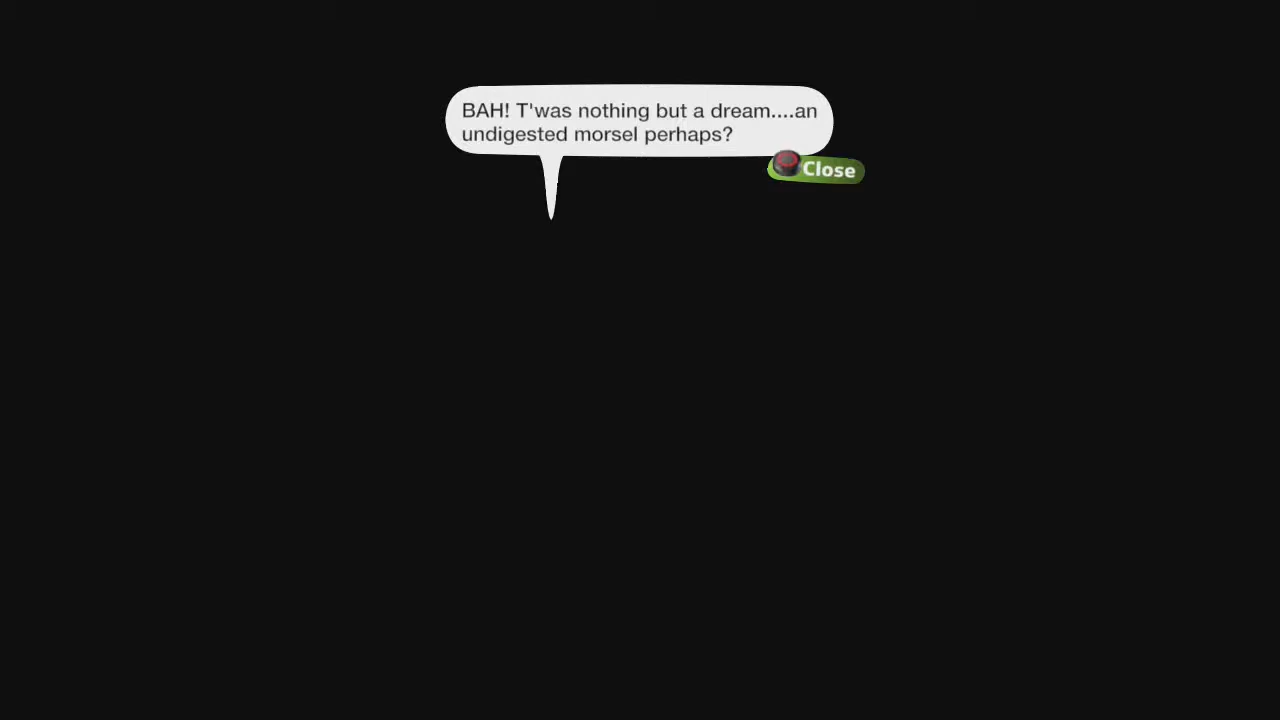 BAH! T'was nothing but a dream....an
undigested morsel perhaps?
Close